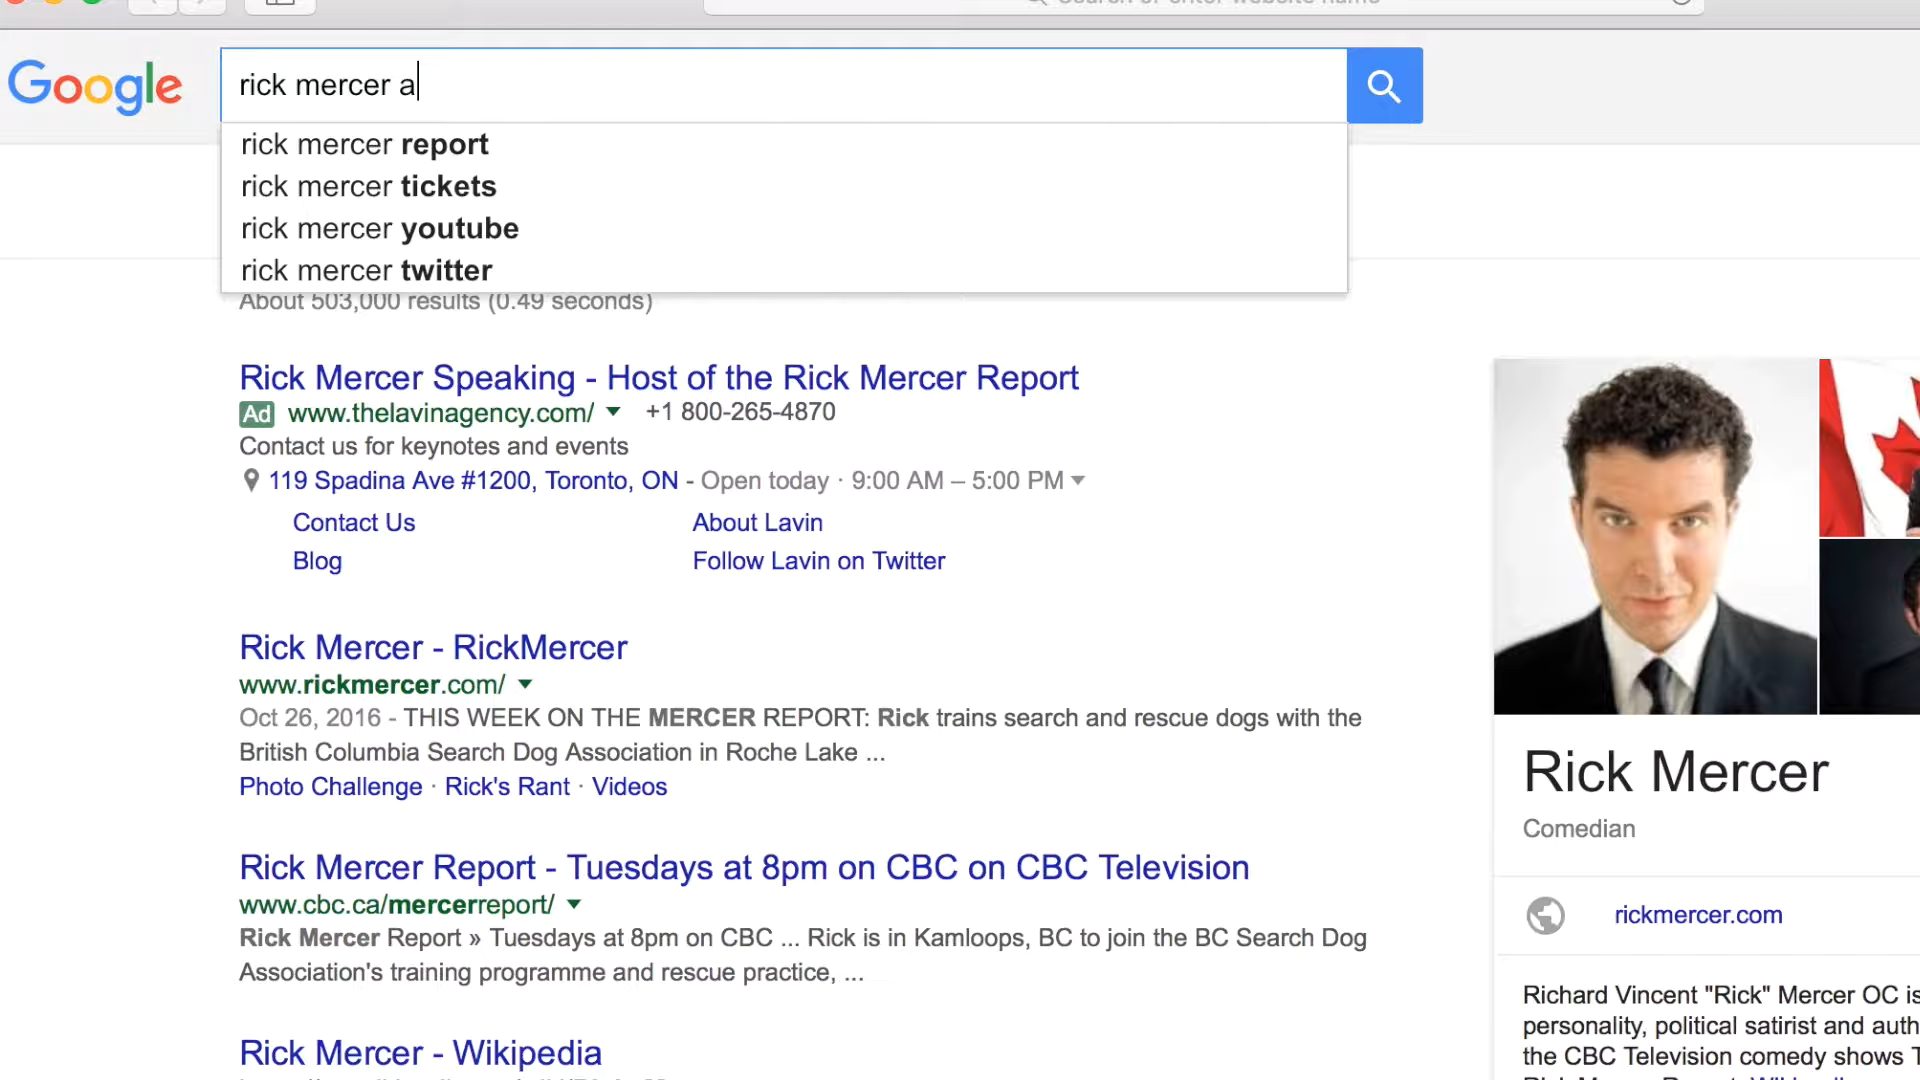 Google
rick mercer a
rick mercer report
rick mercer tickets
rick mercer youtube
rick mercer twitter
About 503,000 results (0.49 seconds)
Rick Mercer Speaking - Host of the Rick Mercer Report
Ad www.thelavinagency.com/ +1 800-265-4870
Contact us for keynotes and events
119 Spadina Ave #1200, Toronto, ON - Open today · 9:00 AM – 5:00 PM
Contact Us About Lavin
Blog Follow Lavin on Twitter
Rick Mercer - RickMercer
www.rickmercer.com/
Oct 26, 2016 - THIS WEEK ON THE MERCER REPORT: Rick trains search and rescue dogs with the
British Columbia Search Dog Association in Roche Lake ...
Photo Challenge · Rick's Rant · Videos
Rick Mercer Report - Tuesdays at 8pm on CBC on CBC Television
www.cbc.ca/mercerreport/
Rick Mercer Report » Tuesdays at 8pm on CBC ... Rick is in Kamloops, BC to join the BC Search Dog
Association's training programme and rescue practice, ...
Rick Mercer - Wikipedia
Rick Mercer
Comedian
rickmercer.com
Richard Vincent "Rick" Mercer OC is
personality, political satirist and auth
the CBC Television comedy shows T